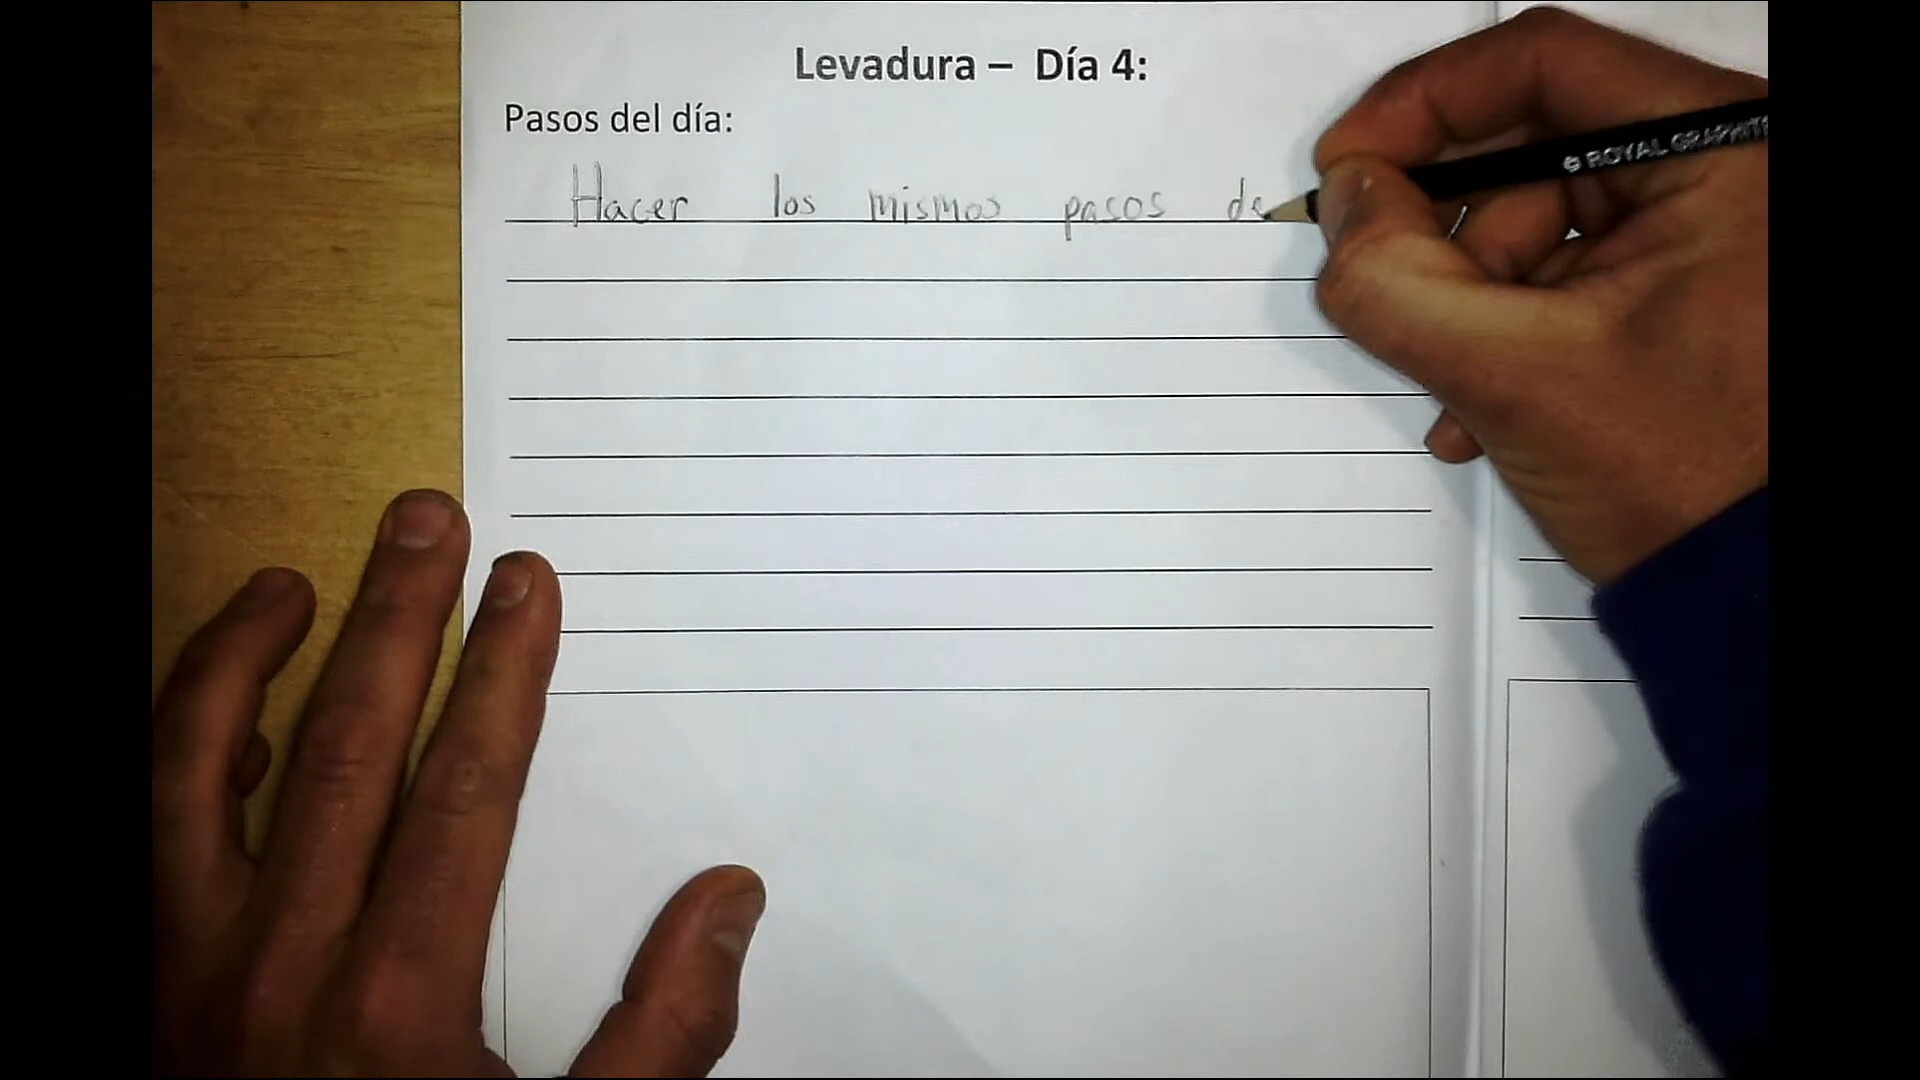 Levadura – Día 4:
Pasos del día:
Hacer los mismos pasos de
ROYAL GRAPHITE